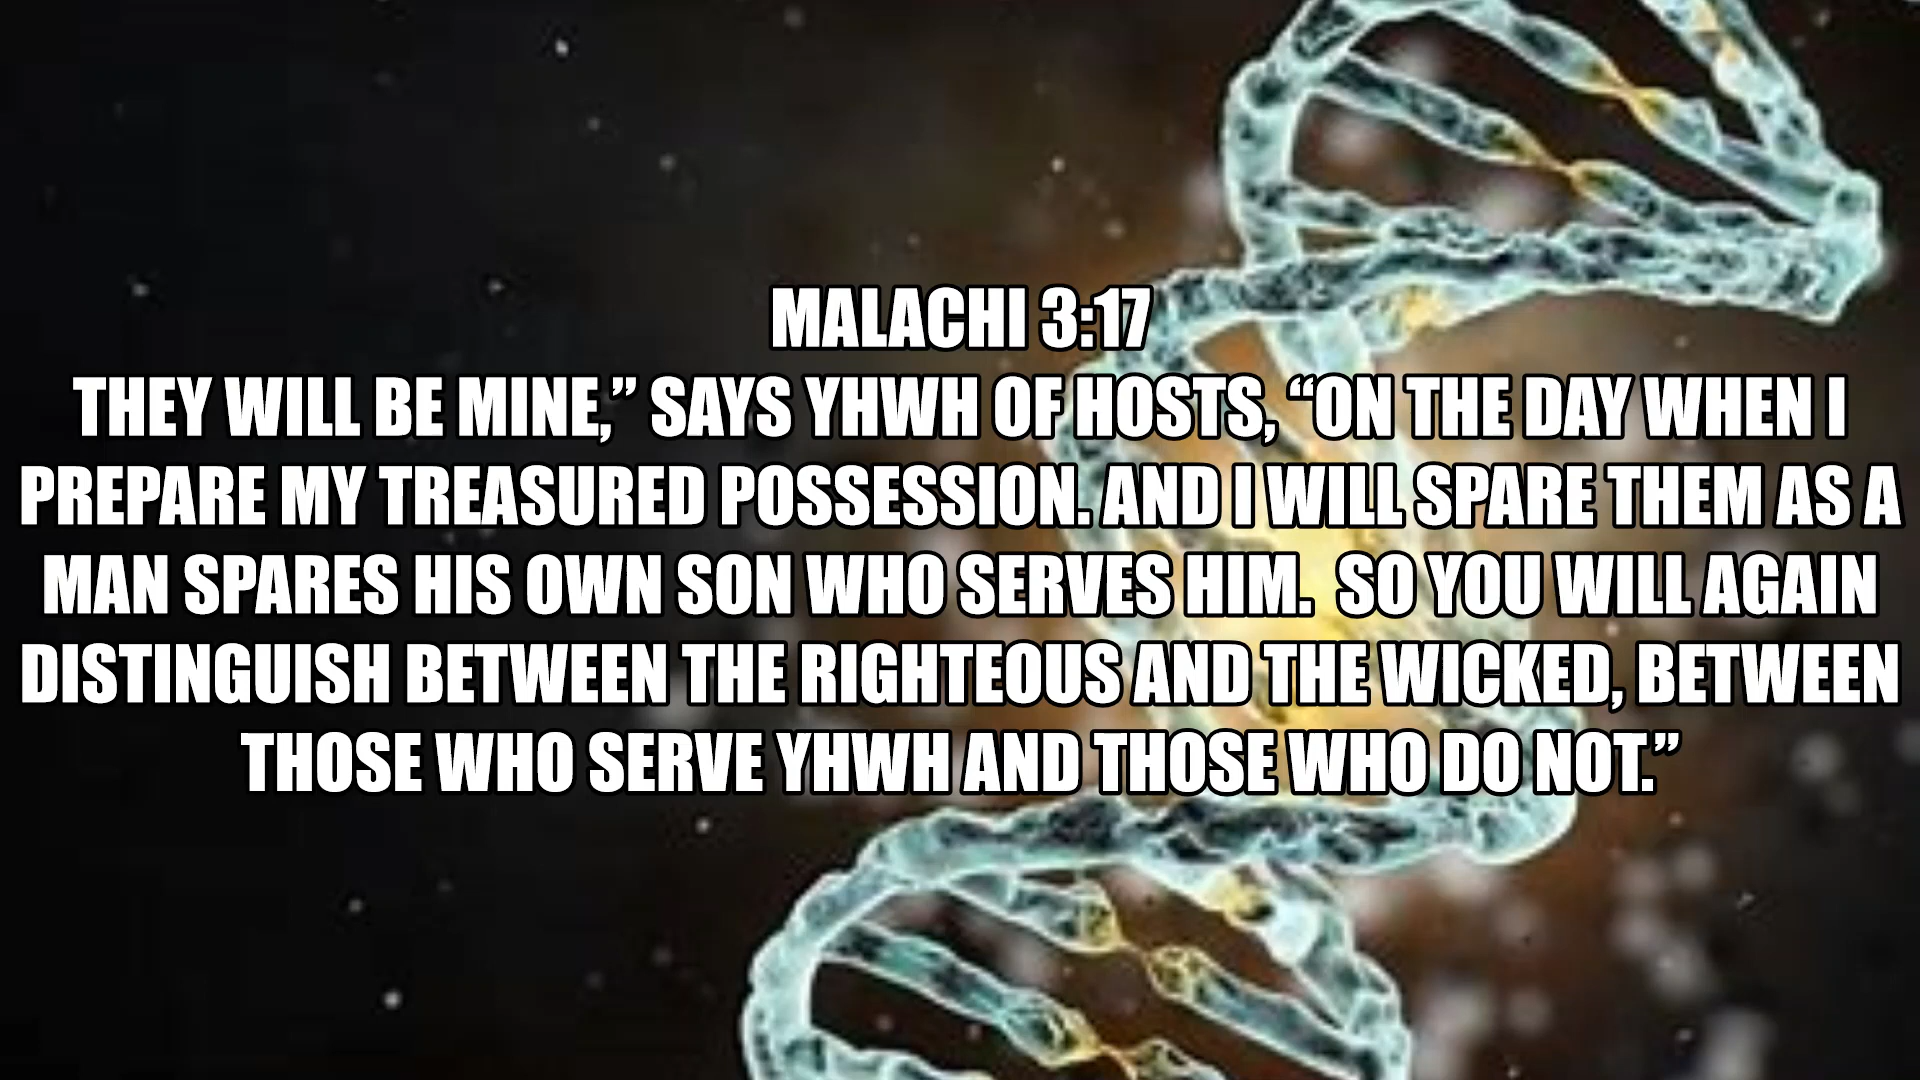 MALACHI 3:17
THEY WILL BE MINE,” SAYS YHWH OF HOSTS, “ON THE DAY WHEN I
PREPARE MY TREASURED POSSESSION. AND I WILL SPARE THEM AS A
MAN SPARES HIS OWN SON WHO SERVES HIM.  SO YOU WILL AGAIN
DISTINGUISH BETWEEN THE RIGHTEOUS AND THE WICKED, BETWEEN
THOSE WHO SERVE YHWH AND THOSE WHO DO NOT.”